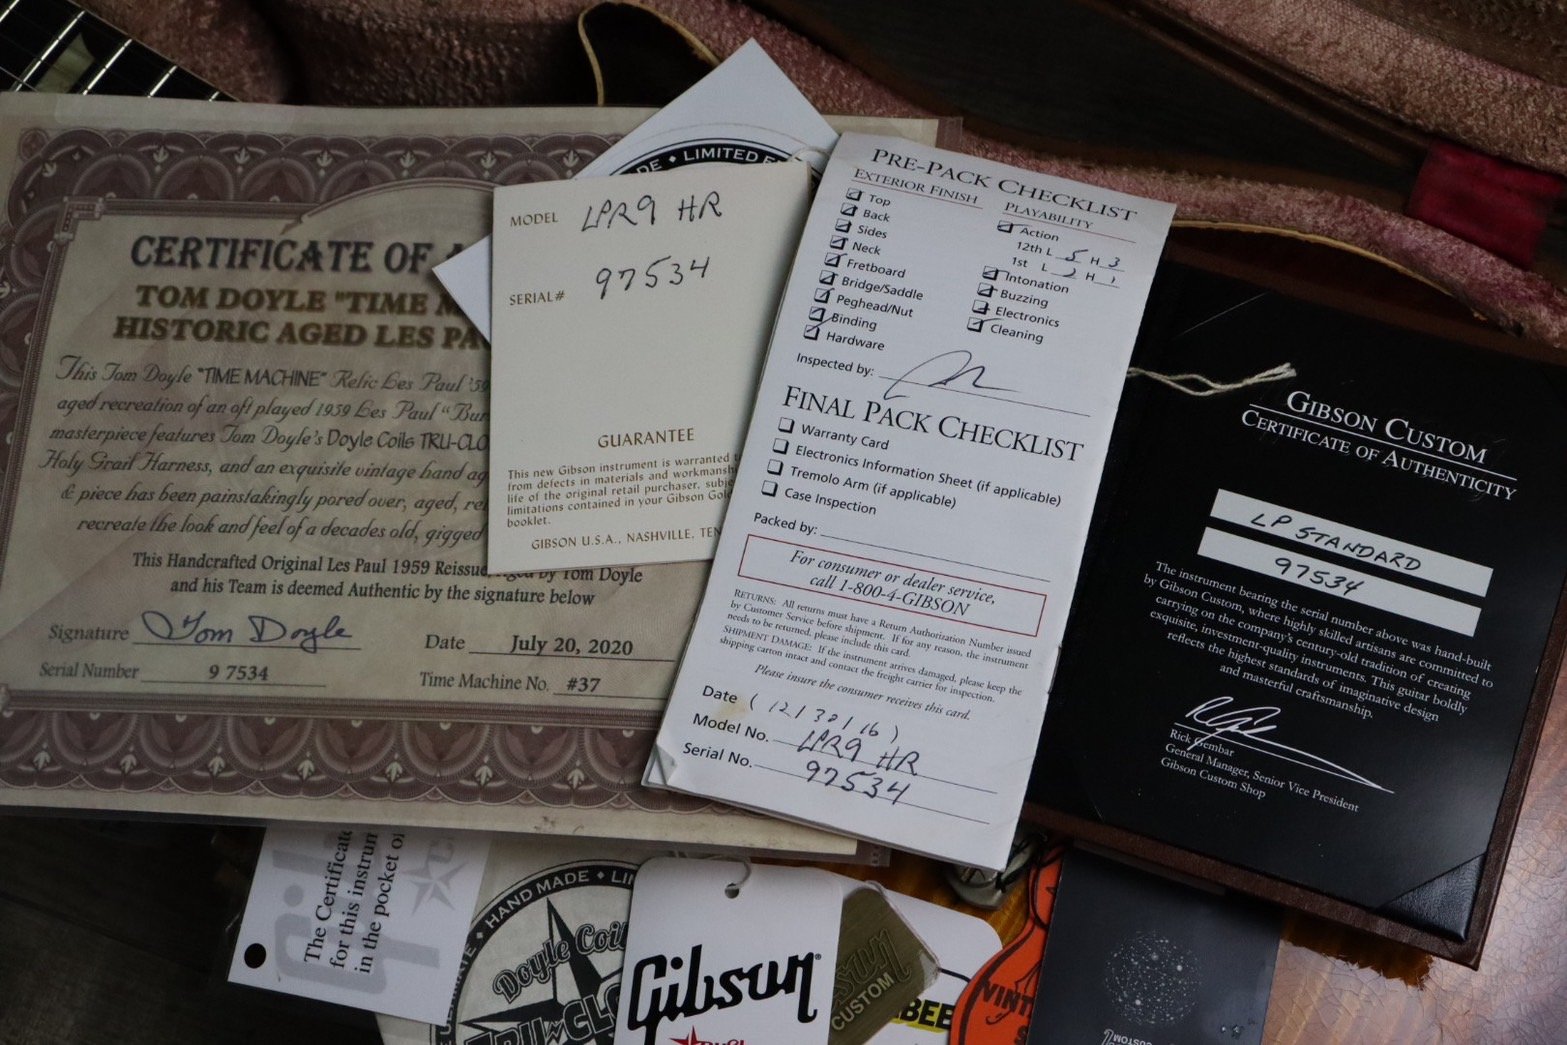 CERTIFICATE OF
TOM DOYLE "TIME
HISTORIC AGED LES
This Tom Doyle "TIME MACHINE" Relic Les Paul '59
aged recreation of an oft played 1959 Les Paul
masterpiece features Tom Doyle's Doyle Coils TRU-CLO
Holy Grail Harness, and an exquisite vintage hand
& piece has been painstakingly pored over, aged,
recreate the look and feel of a decades old, gigged
This Handcrafted Original Les Paul 1959 Reissue Aged by Tom Doyle
and his Team is deemed Authentic by the signature below
Signature Tom Doyle
Date July 20, 2020
Serial Number 9 7534
Time Machine No. #37
LIMITED
MODEL LPR9 HR
SERIAL# 97534
GUARANTEE
This new Gibson instrument is warranted
from defects in materials and workmansh
life of the original retail purchaser,
limitations contained in your Gibson
booklet.
GIBSON U.S.A., NASHVILLE,
PRE-PACK CHECKLIST
EXTERIOR FINISH
Top
Back
Sides
Neck
Fretboard
Bridge/Saddle
Peghead/Nut
Binding
Hardware
PLAYABILITY
Action
12th L 5 H 3
1st L 2 H 1
Intonation
Buzzing
Electronics
Cleaning
Inspected by:
FINAL PACK CHECKLIST
Warranty Card
Electronics Information Sheet (if applicable)
Tremolo Arm (if applicable)
Case Inspection
Packed by:
For consumer or dealer service,
call 1-800-4-GIBSON
RETURNS: All returns must have a Return Authorization Number issued
by Customer Service before shipment. If for any reason, the instrument
need to be returned, please include this card.
SHIPMENT DAMAGE: If the instrument arrives damaged, please keep the
shipping carton intact and contact the freight carrier for inspection.
Please insure the consumer receives this card.
Date (12/30/16)
Model No. LPR9 HR
Serial No. 97534
GIBSON CUSTOM
CERTIFICATE OF AUTHENTICITY
LP STANDARD
97534
The instrument bearing the serial number above was hand-built
by Gibson Custom, where highly skilled artisans are committed to
carrying on the company's century-old tradition of creating
exquisite, investment-quality instruments. This guitar boldly
reflects the highest standards of imaginative design
and masterful craftsmanship.
Rick Gembar
General Manager, Senior Vice President
Gibson Custom Shop
The Certificate
for this instrum
in the pocket of
HAND MADE
Doyle Coi
TRU-CLO
Gibson
CUSTOM
BEE
VINT
CUSTOM